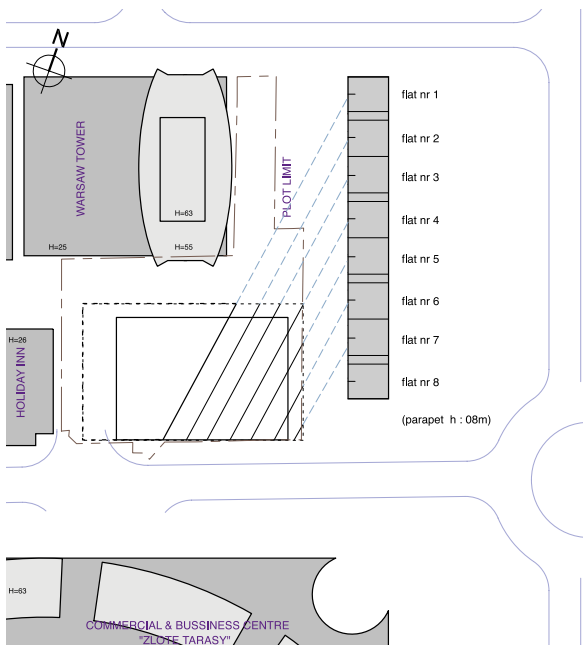 N
flat nr 1
flat nr 2
WARSAW TOWER
PLOT LIMIT
flat nr 3
H=63
flat nr 4
H=25
H=55
flat nr 5
flat nr 6
H=26
HOLIDAY INN
flat nr 7
flat nr 8
(parapet h : 08m)
H=63
COMMERCIAL & BUSSINESS CENTRE
"ZLOTE TARASY"